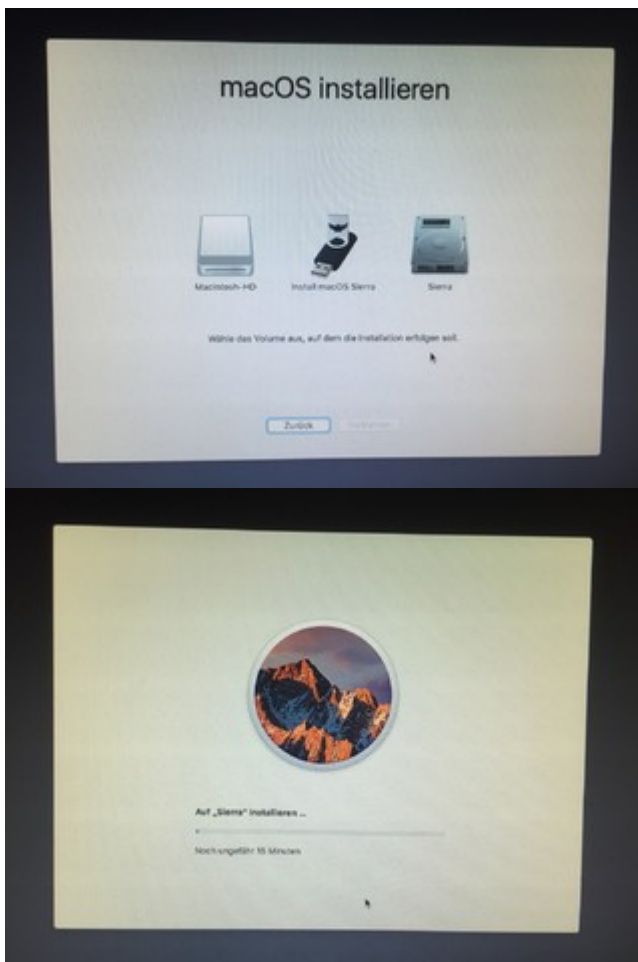 macOS installieren
Macintosh-HD
Install macOS Sierra
Sierra
Wähle das Volume aus, auf dem die Installation erfolgen soll.
Zurück
Auf „Sierra“ installieren ...
Noch ungefähr 16 Minuten